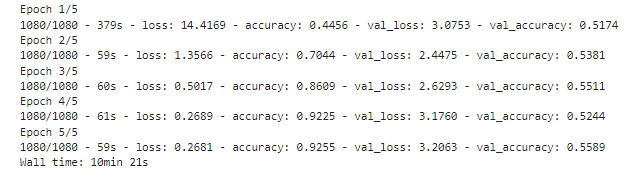 Epoch 1/5
1080/1080 - 379s - loss: 14.4169 - accuracy: 0.4456 - val_loss: 3.0753 - val_accuracy: 0.5174
Epoch 2/5
1080/1080 - 59s - loss: 1.3566 - accuracy: 0.7044 - val_loss: 2.4475 - val_accuracy: 0.5381
Epoch 3/5
1080/1080 - 60s - loss: 0.5017 - accuracy: 0.8609 - val_loss: 2.6293 - val_accuracy: 0.5511
Epoch 4/5
1080/1080 - 61s - loss: 0.2689 - accuracy: 0.9225 - val_loss: 3.1760 - val_accuracy: 0.5244
Epoch 5/5
1080/1080 - 59s - loss: 0.2681 - accuracy: 0.9255 - val_loss: 3.2063 - val_accuracy: 0.5589
Wall time: 10min 21s